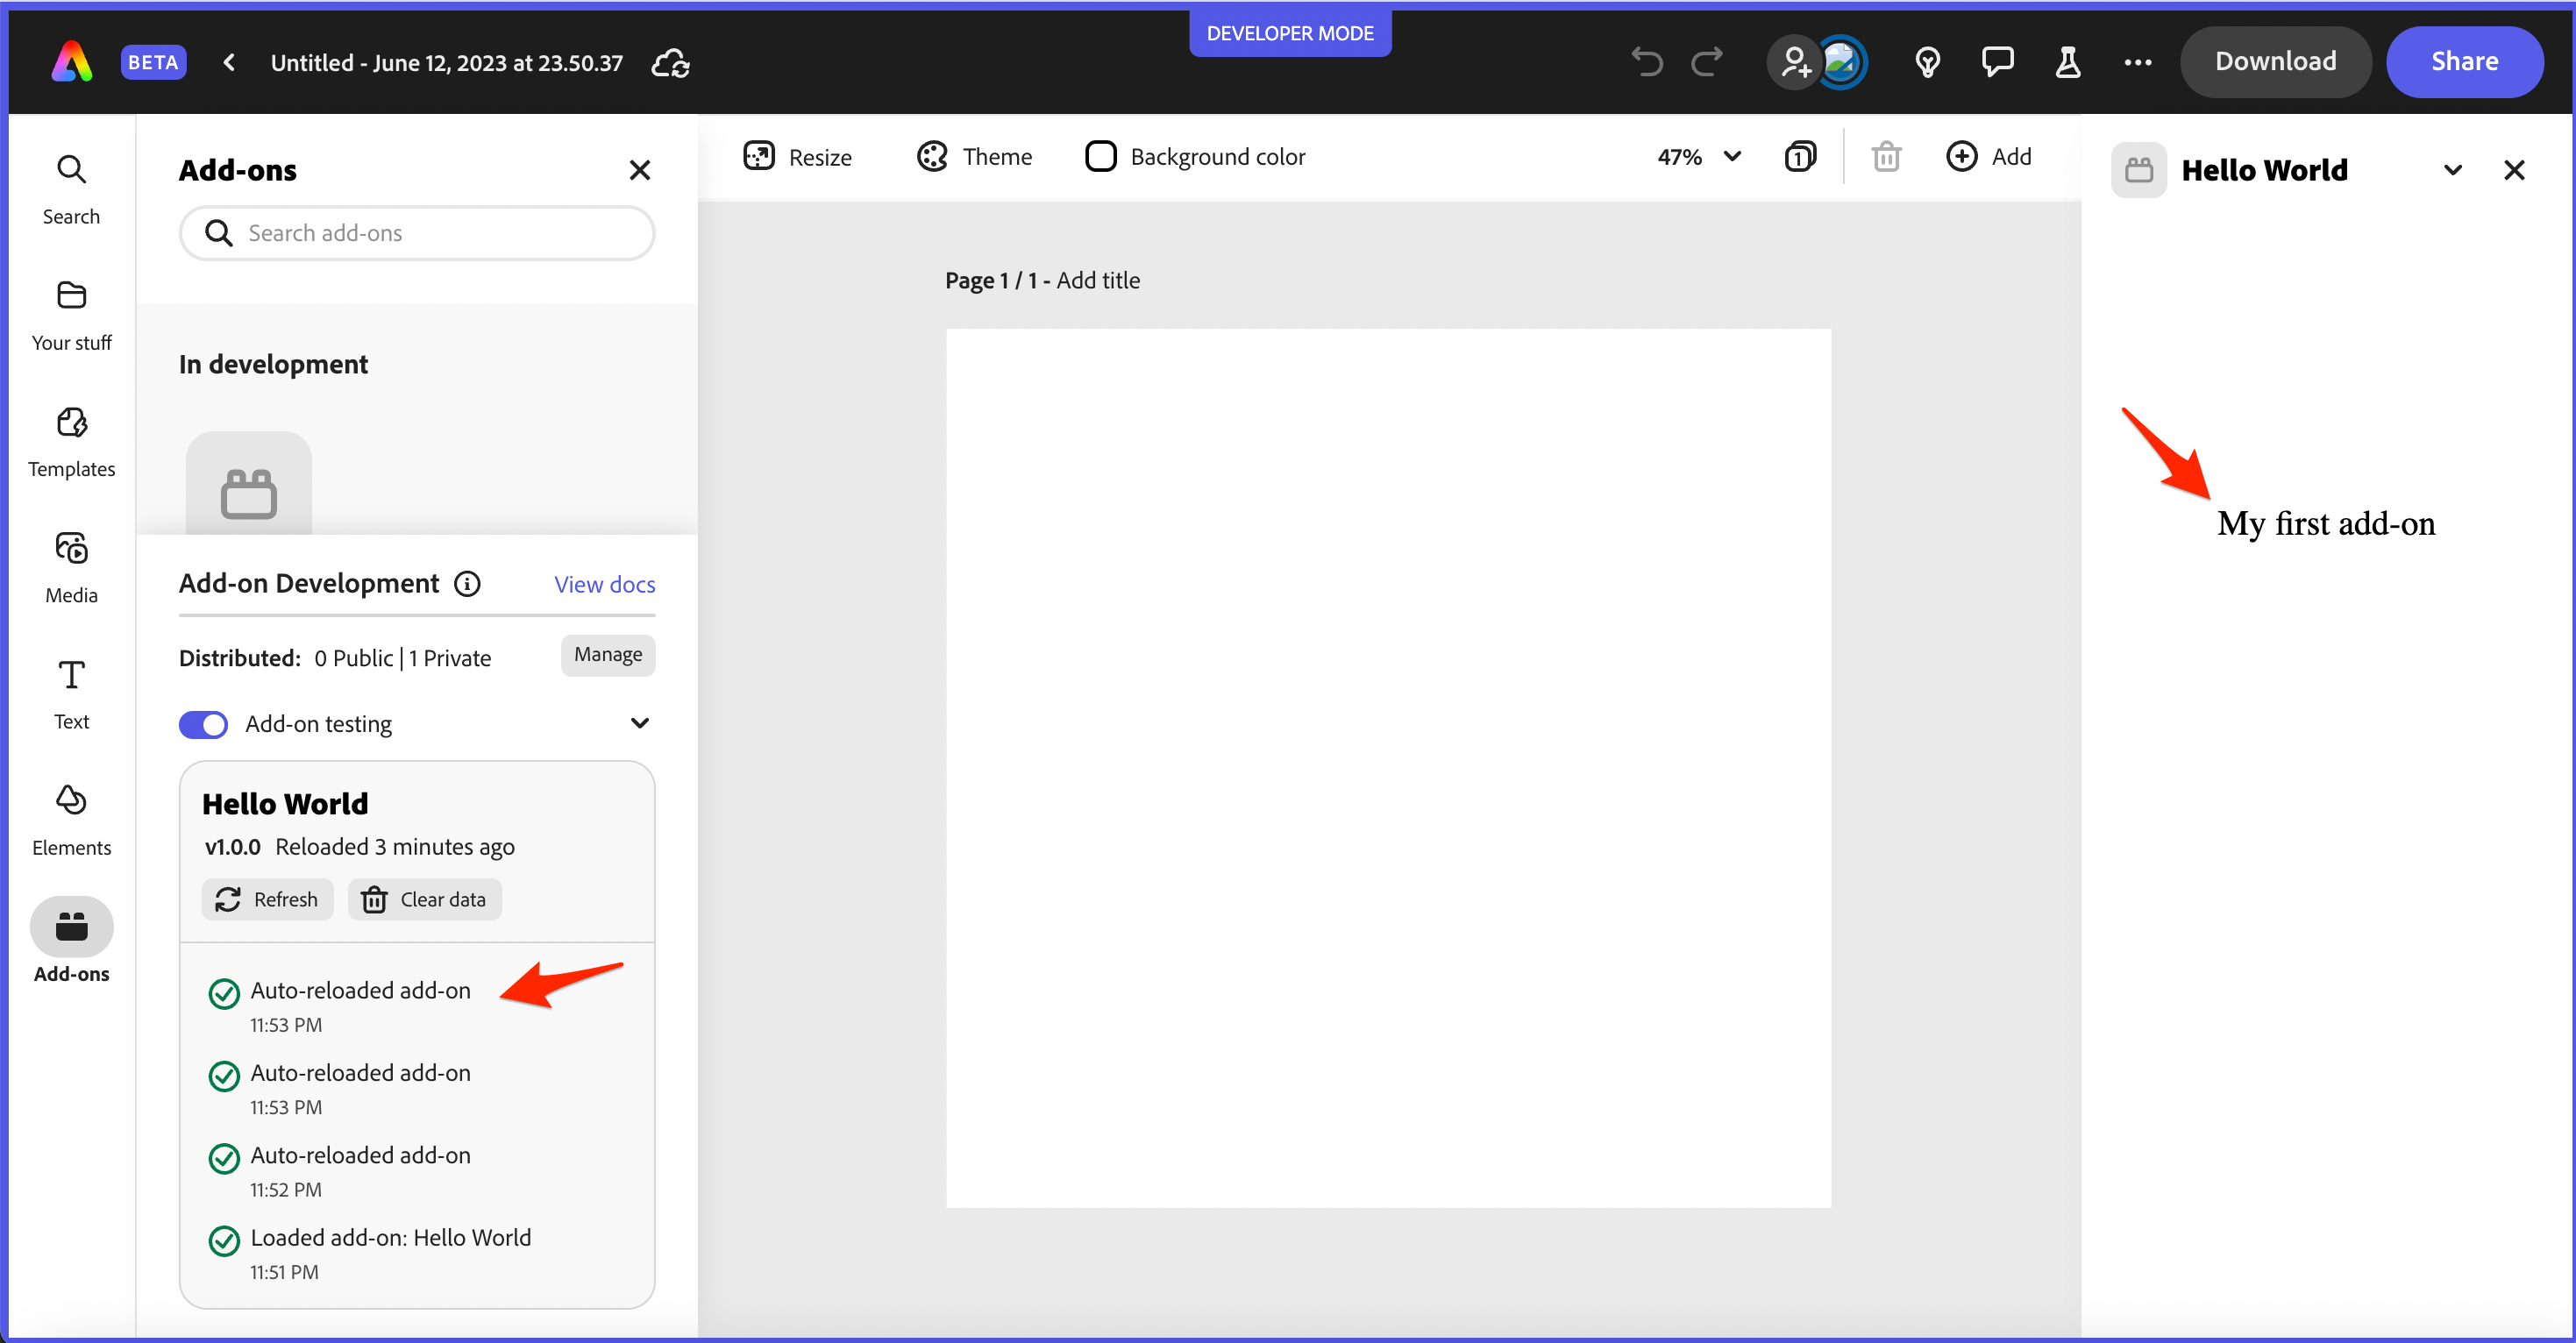 DEVELOPER MODE
BETA
Untitled - June 12, 2023 at 23.50.37
Download
Share
Search
Your stuff
Templates
Media
Text
Elements
Add-ons
Add-ons
Search add-ons
In development
Add-on Development
View docs
Distributed: 0 Public | 1 Private
Manage
Add-on testing
Hello World
v1.0.0 Reloaded 3 minutes ago
Refresh
Clear data
Auto-reloaded add-on
11:53 PM
Auto-reloaded add-on
11:53 PM
Auto-reloaded add-on
11:52 PM
Loaded add-on: Hello World
11:51 PM
Resize
Theme
Background color
47%
1
Add
Page 1 / 1 - Add title
Hello World
My first add-on